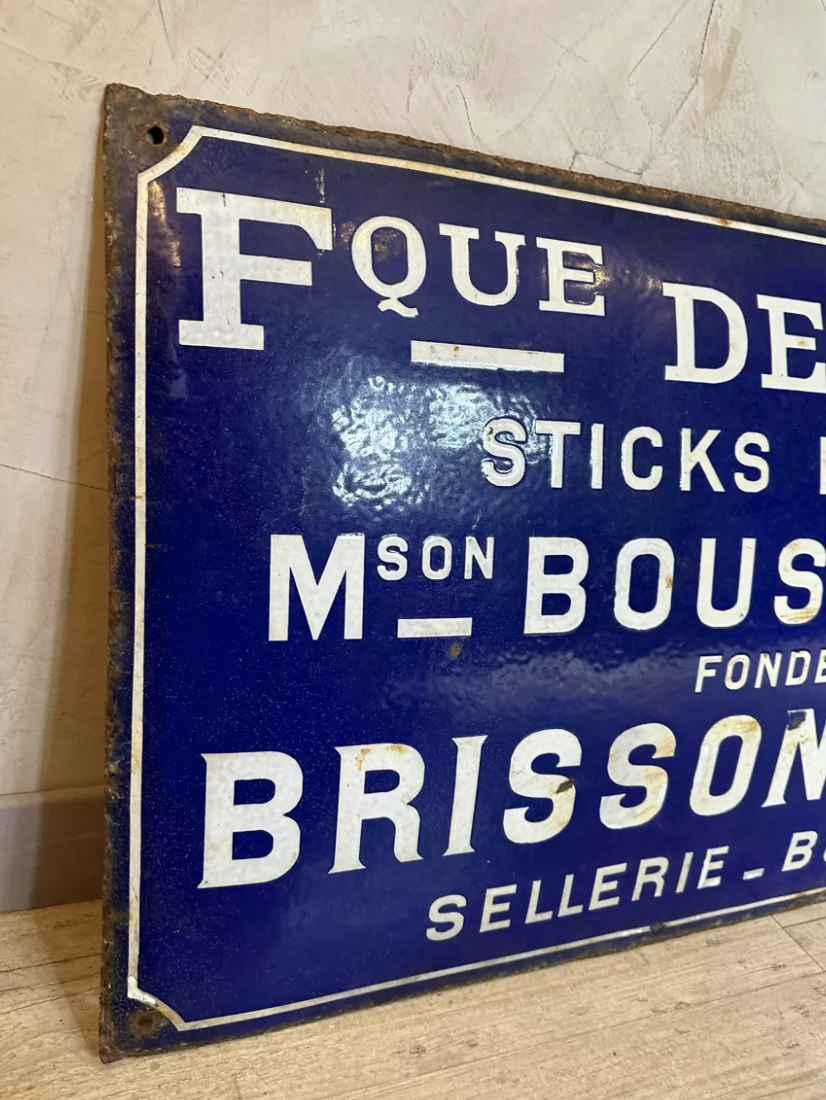 FQUE DE
STICKS
MSON BOUS
FONDE
BRISSON
SELLERIE - B